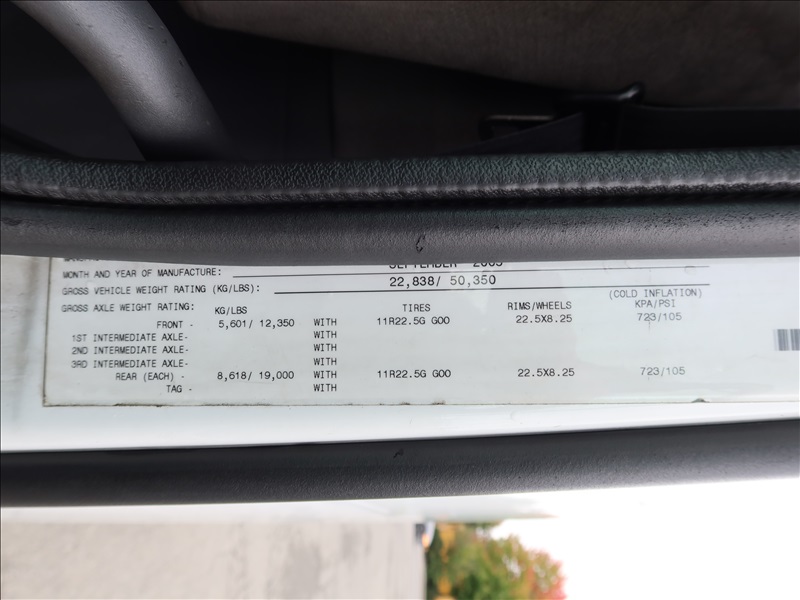 MONTH AND YEAR OF MANUFACTURE: SEPTEMBER
GROSS VEHICLE WEIGHT RATING (KG/LBS): 22,838/ 50,350
(COLD INFLATION)
GROSS AXLE WEIGHT RATING: KG/LBS TIRES RIMS/WHEELS KPA/PSI
FRONT - 5,601/ 12,350 WITH 11R22.5G GOO 22.5X8.25 723/105
1ST INTERMEDIATE AXLE- WITH
2ND INTERMEDIATE AXLE- WITH
3RD INTERMEDIATE AXLE- WITH
REAR (EACH) - 8,618/ 19,000 WITH 11R22.5G GOO 22.5X8.25 723/105
TAG - WITH